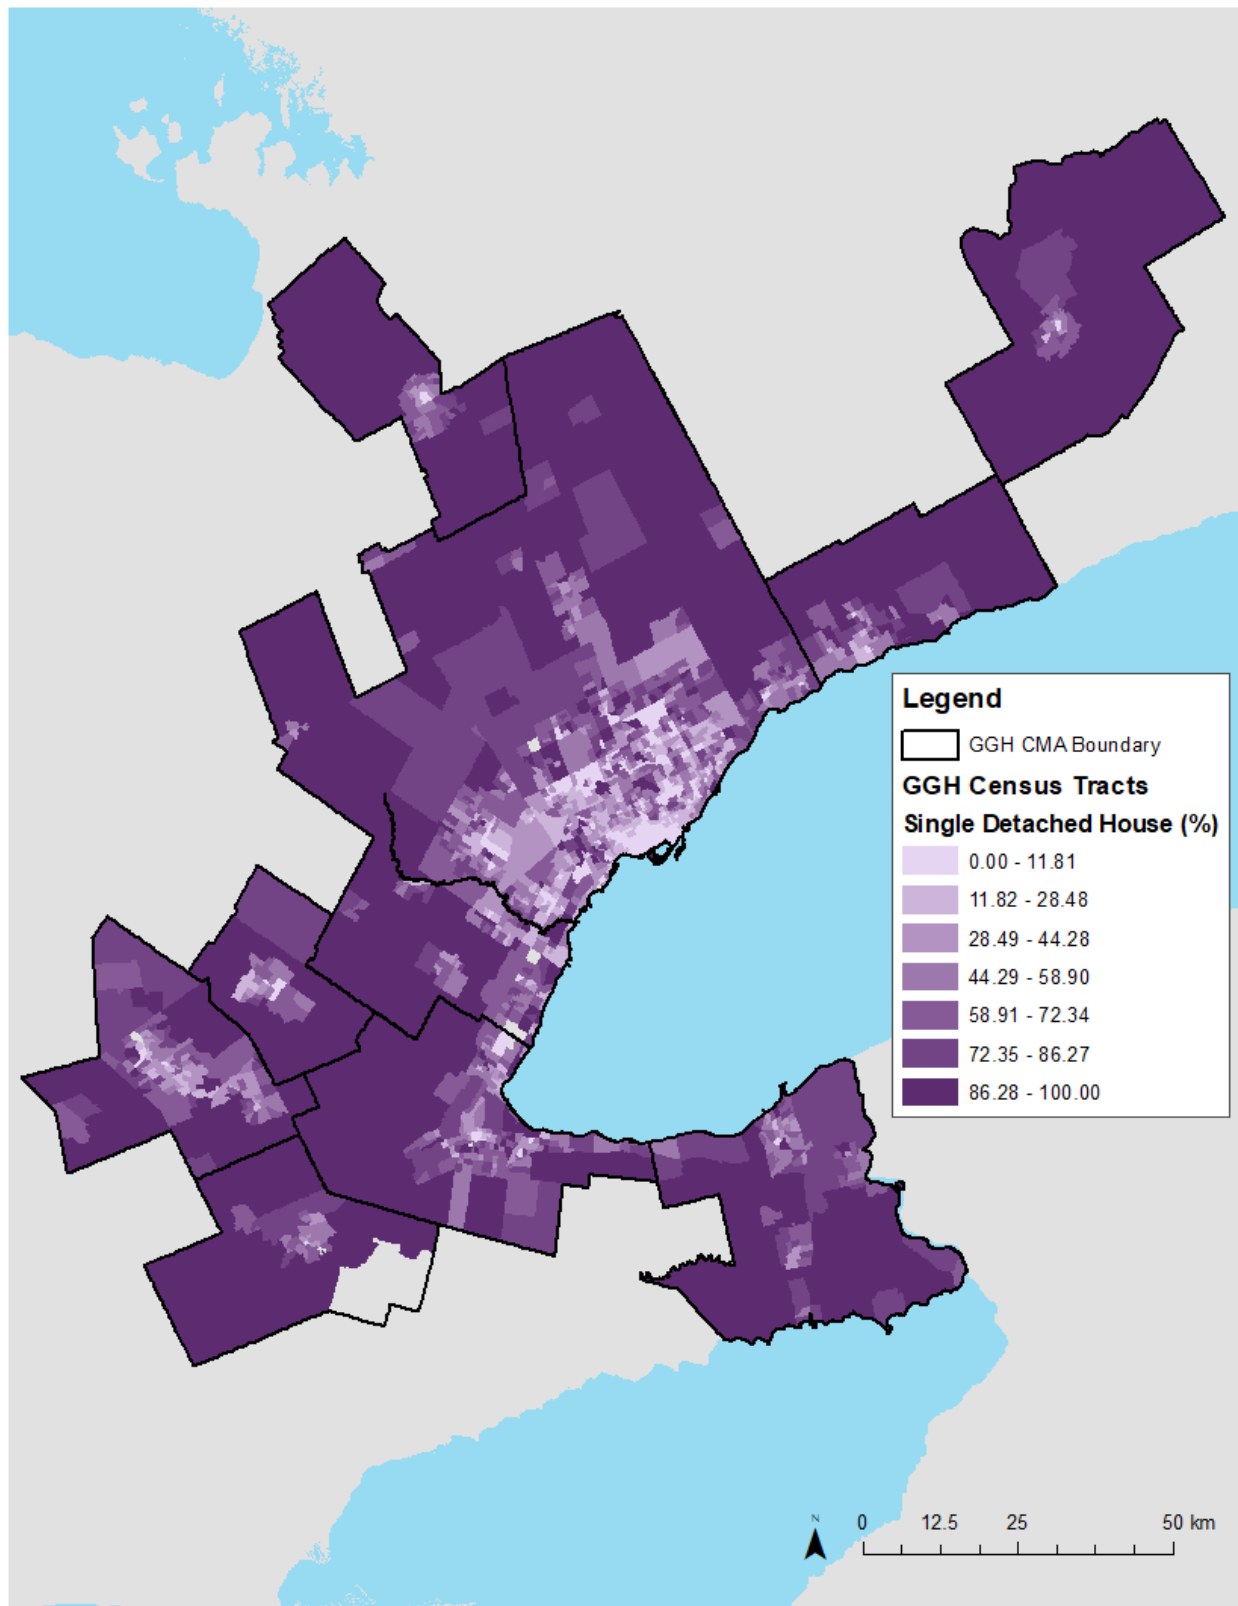 Legend
GGH CMA Boundary
GGH Census Tracts
Single Detached House (%)
0.00 - 11.81
11.82 - 28.48
28.49 - 44.28
44.29 - 58.90
58.91 - 72.34
72.35 - 86.27
86.28 - 100.00
N
0 12.5 25 50 km